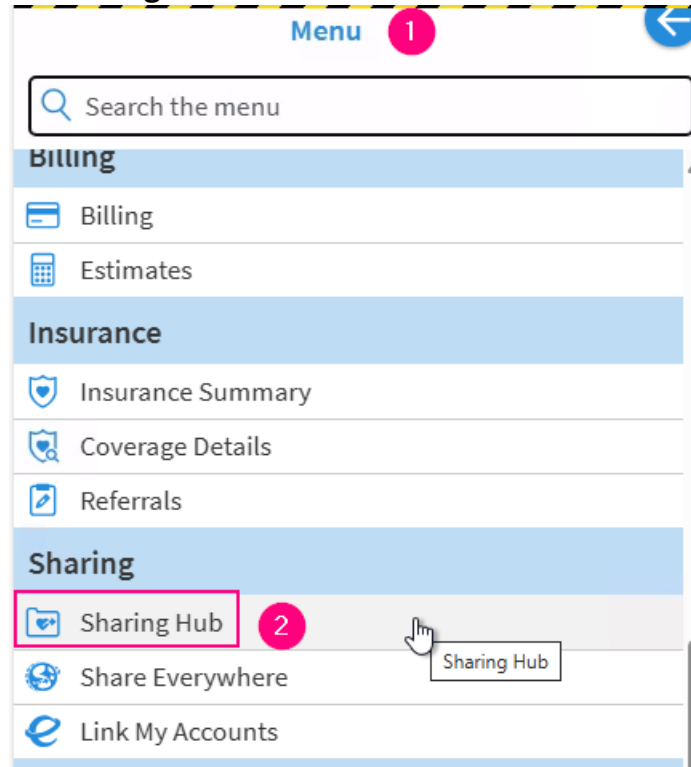 Menu 1
Search the menu
Billing
Billing
Estimates
Insurance
Insurance Summary
Coverage Details
Referrals
Sharing
Sharing Hub 2
Sharing Hub
Share Everywhere
Link My Accounts